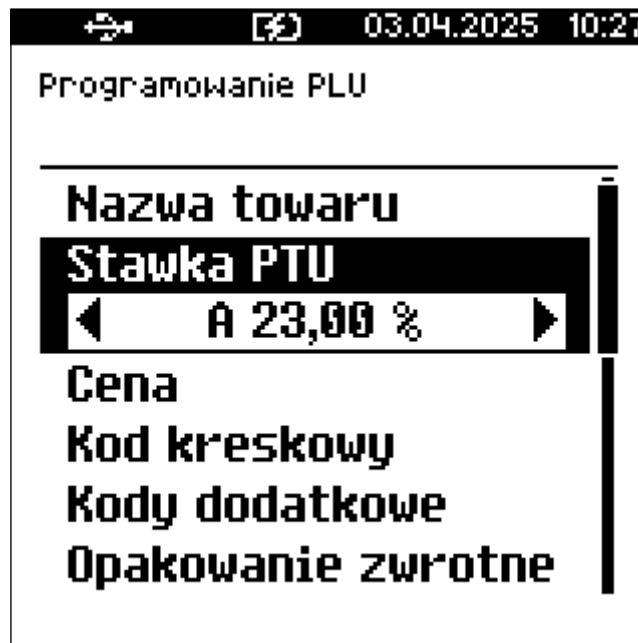 03.04.2025 10:27
Programowanie PLU
Nazwa towaru
Stawka PTU
A 23,00 %
Cena
Kod kreskowy
Kody dodatkowe
Opakowanie zwrotne